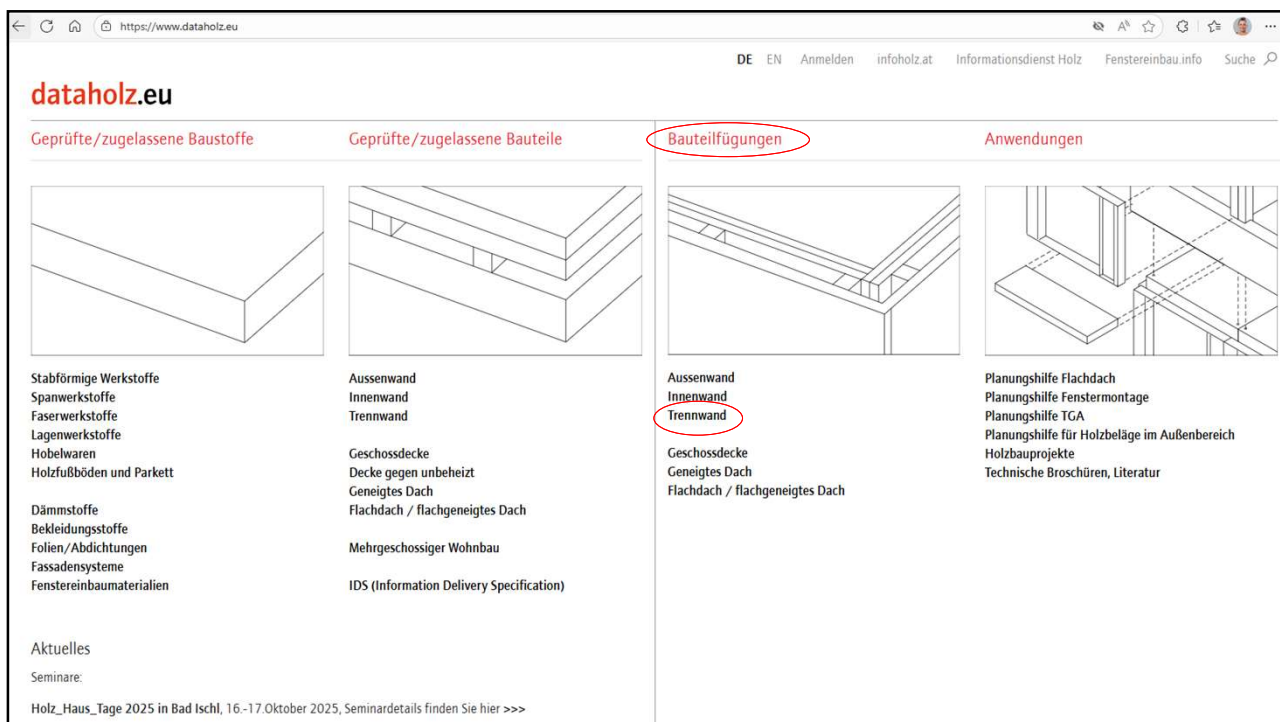 https://www.dataholz.eu
DE EN Anmelden infoholz.at Informationsdienst Holz Fenstereinbau.info Suche
dataholz.eu
Geprüfte/zugelassene Baustoffe
Stabförmige Werkstoffe
Spanwerkstoffe
Faserwerkstoffe
Lagenwerkstoffe
Hobelwaren
Holzfußböden und Parkett
Dämmstoffe
Bekleidungsstoffe
Folien/Abdichtungen
Fassadensysteme
Fenstereinbaumaterialien
Geprüfte/zugelassene Bauteile
Aussenwand
Innenwand
Trennwand
Geschossdecke
Decke gegen unbeheizt
Geneigtes Dach
Flachdach / flachgeneigtes Dach
Mehrgeschossiger Wohnbau
IDS (Information Delivery Specification)
Bauteilfügungen
Aussenwand
Innenwand
Trennwand
Geschossdecke
Geneigtes Dach
Flachdach / flachgeneigtes Dach
Anwendungen
Planungshilfe Flachdach
Planungshilfe Fenstermontage
Planungshilfe TGA
Planungshilfe für Holzbeläge im Außenbereich
Holzbauprojekte
Technische Broschüren, Literatur
Aktuelles
Seminare:
Holz_Haus_Tage 2025 in Bad Ischl, 16.-17.Oktober 2025, Seminardetails finden Sie hier >>>